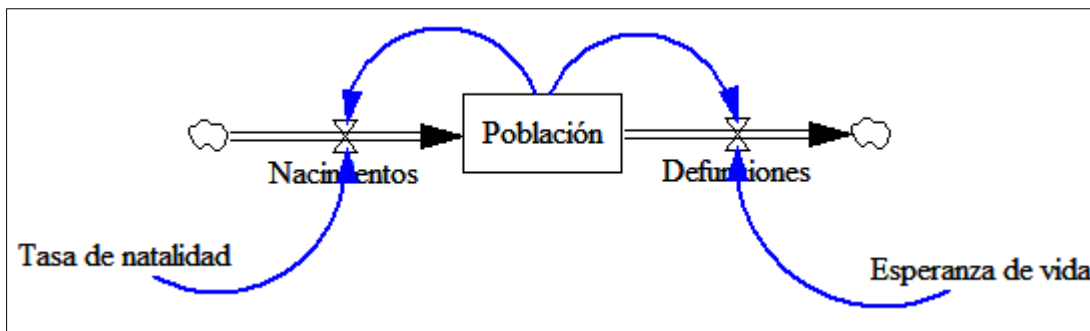 Población
Nacimientos
Defunciones
Tasa de natalidad
Esperanza de vida